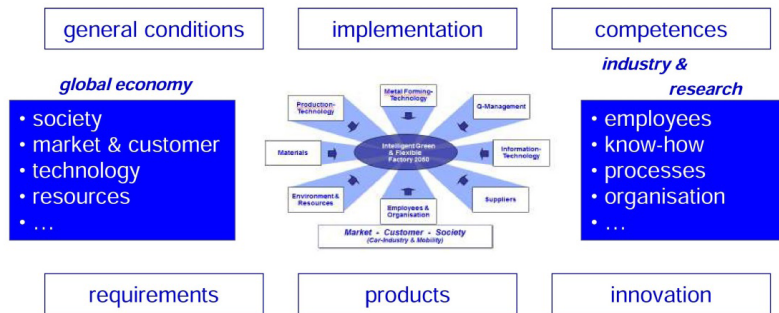 general conditions
implementation
competences
global economy
• society
• market & customer
• technology
• resources
• ...
Metal Forming-
Technology
Production-
Technology
Q-Management
Materials
Intelligent Green
& Flexible
Factory 2050
Information-
Technology
Environment &
Resources
Employees &
Organisation
Suppliers
Market - Customer - Society
(Car-Industry & Mobility)
industry &
research
• employees
• know-how
• processes
• organisation
• ...
requirements
products
innovation